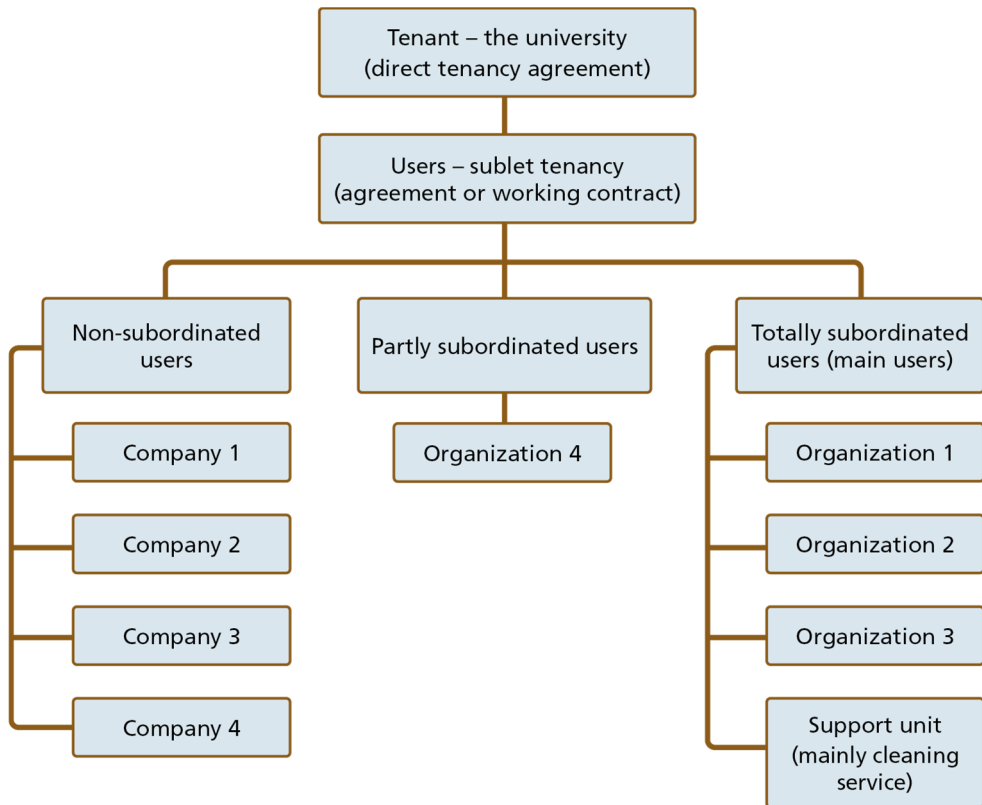 Tenant – the university
(direct tenancy agreement)
Users – sublet tenancy
(agreement or working contract)
Non-subordinated
users
Company 1
Company 2
Company 3
Company 4
Partly subordinated users
Organization 4
Totally subordinated
users (main users)
Organization 1
Organization 2
Organization 3
Support unit
(mainly cleaning
service)